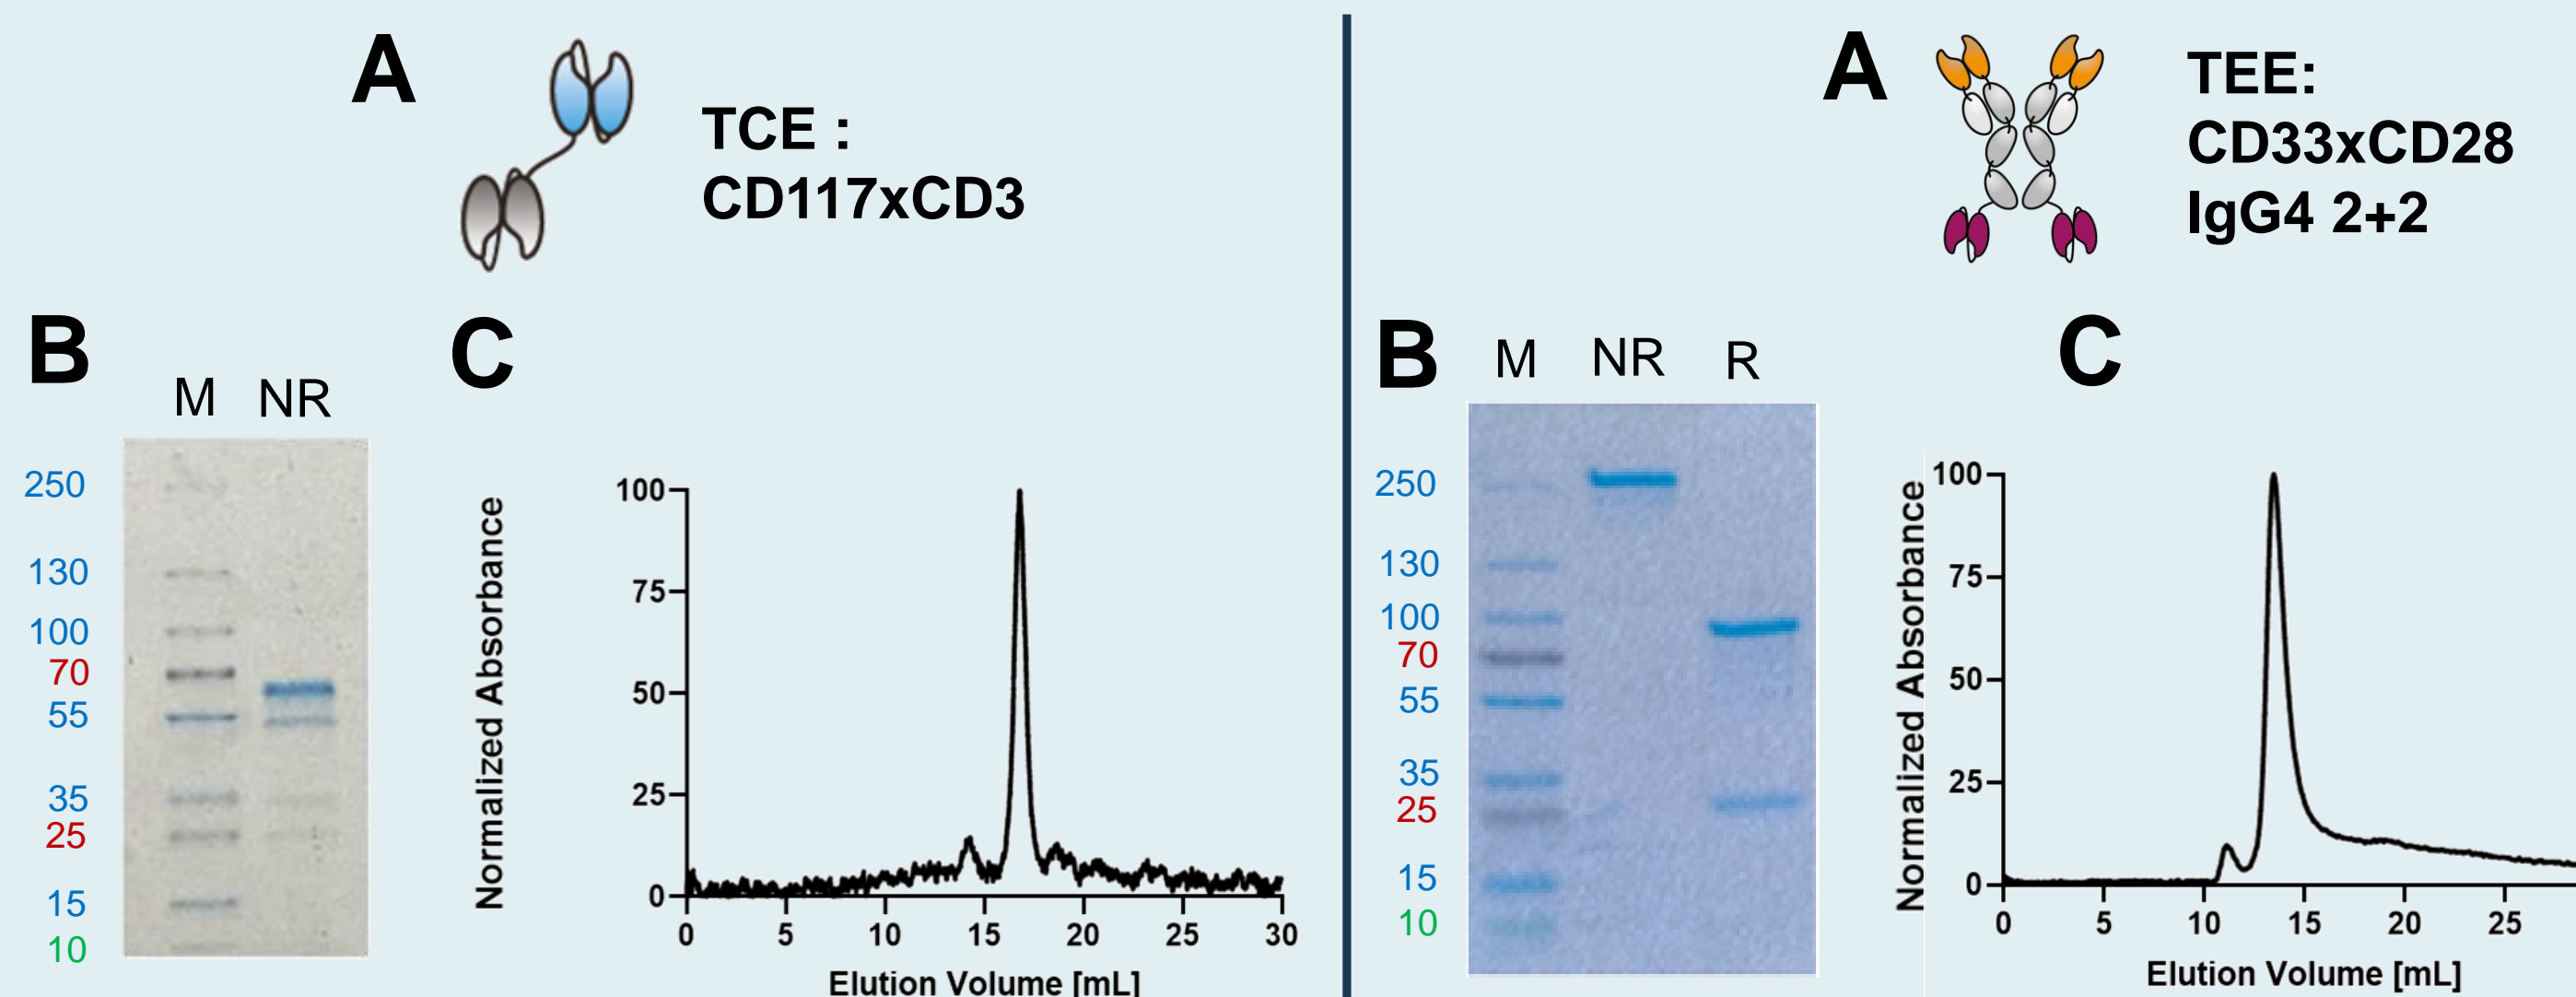 A
TCE :
CD117xCD3
B
M NR
250
130
100
70
55
35
25
15
10
C
Normalized Absorbance
100
75
50
25
0
0 5 10 15 20 25 30
Elution Volume [mL]
A
TEE:
CD33xCD28
IgG4 2+2
B
M NR R
250
130
100
70
55
35
25
15
10
C
Normalized Absorbance
100
75
50
25
0
0 5 10 15 20 25
Elution Volume [mL]